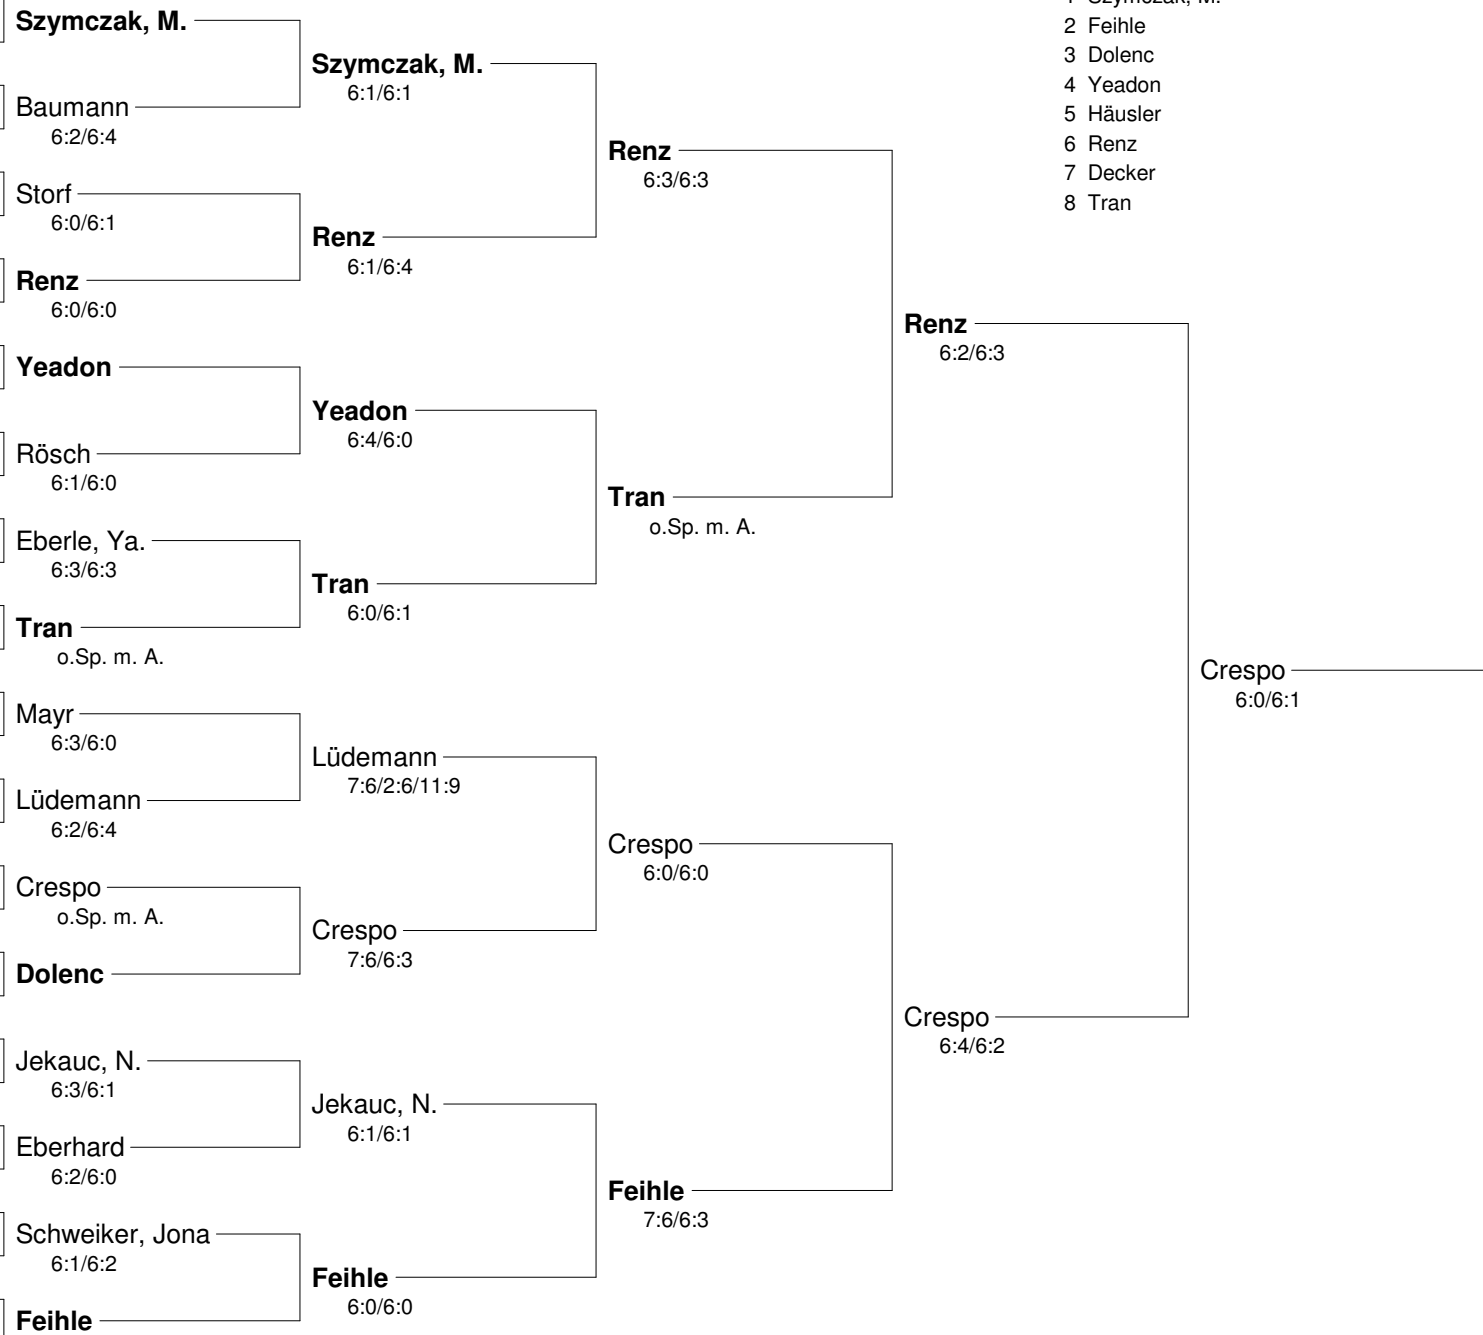 Szymczak, M.
Baumann
6:2/6:4
Storf
6:0/6:1
Renz
6:0/6:0
Yeadon
Rösch
6:1/6:0
Eberle, Ya.
6:3/6:3
Tran
o.Sp. m. A.
Mayr
6:3/6:0
Lüdemann
6:2/6:4
Crespo
o.Sp. m. A.
Dolenc
Jekauc, N.
6:3/6:1
Eberhard
6:2/6:0
Schweiker, Jona
6:1/6:2
Feihle
Szymczak, M.
6:1/6:1
Renz
6:1/6:4
Yeadon
6:4/6:0
Tran
6:0/6:1
Lüdemann
7:6/2:6/11:9
Crespo
7:6/6:3
Jekauc, N.
6:1/6:1
Feihle
6:0/6:0
Renz
6:3/6:3
Tran
o.Sp. m. A.
Crespo
6:0/6:0
Feihle
7:6/6:3
Renz
6:2/6:3
Crespo
6:4/6:2
Crespo
6:0/6:1
1 Szymczak, M.
2 Feihle
3 Dolenc
4 Yeadon
5 Häusler
6 Renz
7 Decker
8 Tran